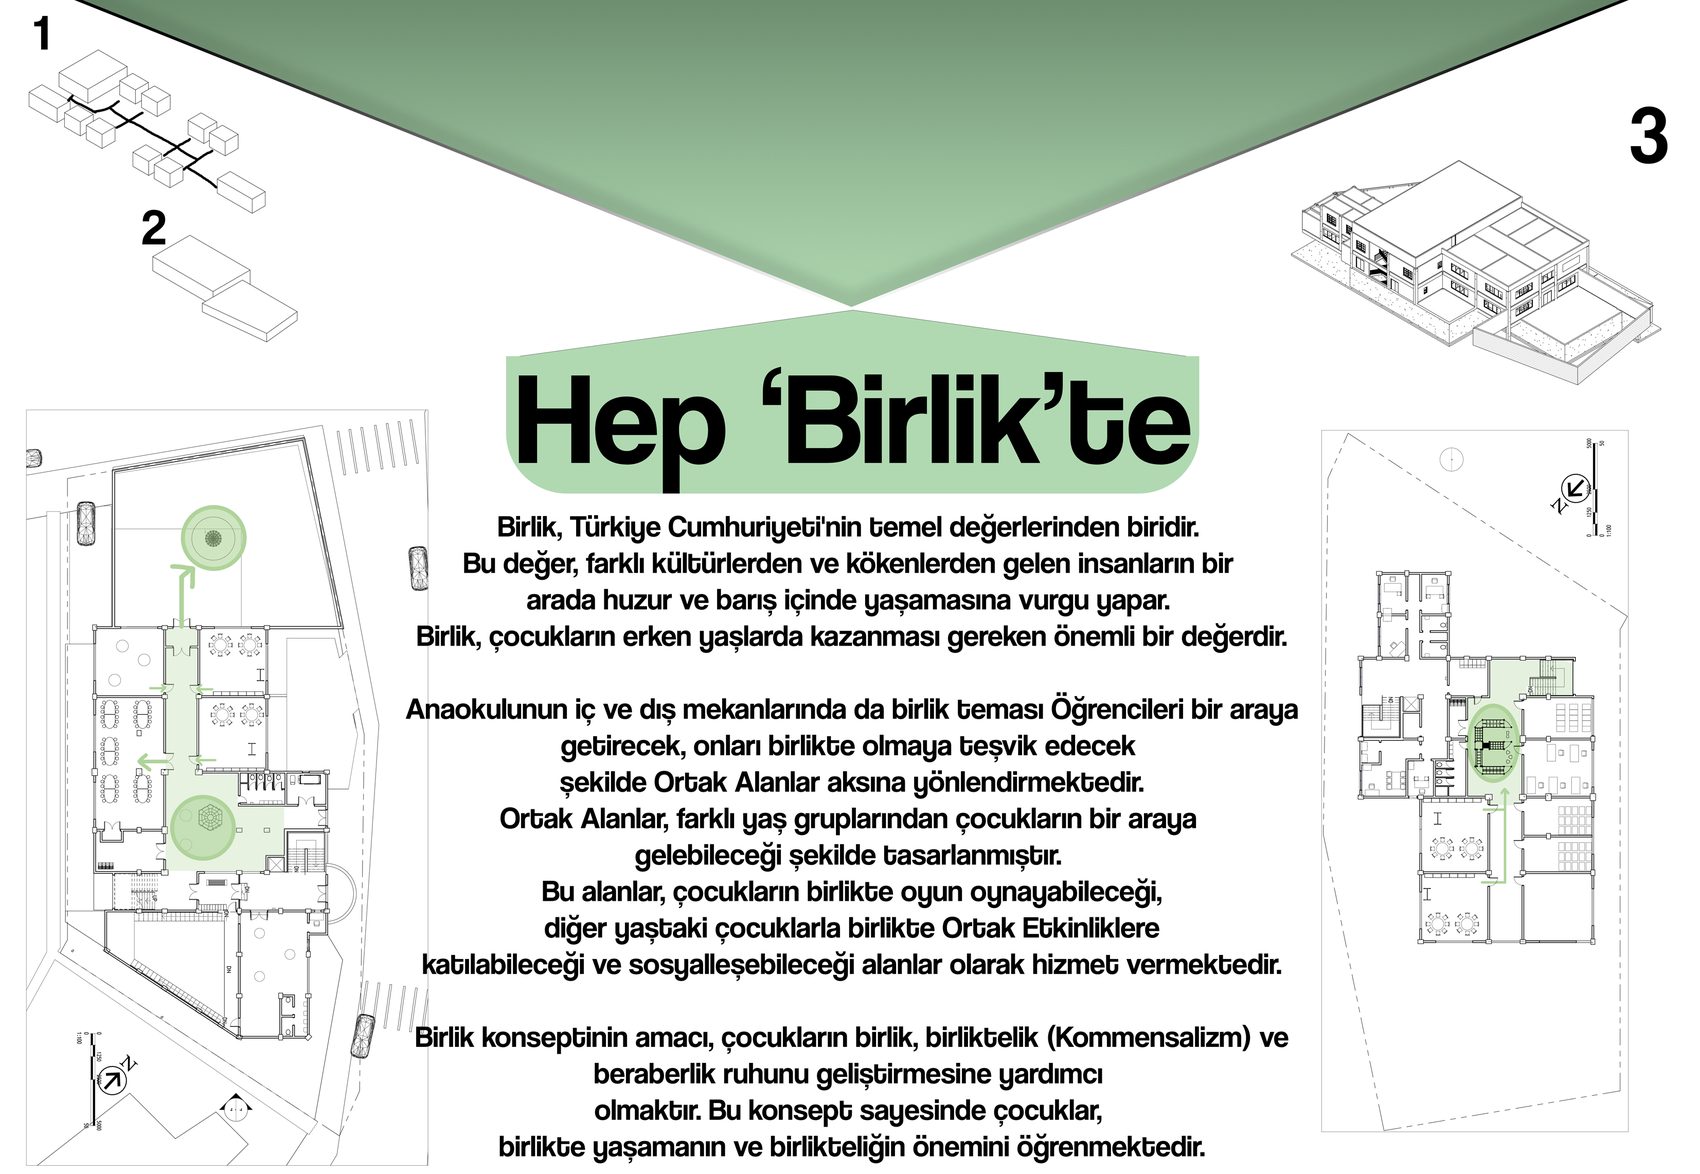 1
2
3
Hep ‘Birlik’te
Birlik, Türkiye Cumhuriyeti'nin temel değerlerinden biridir.
Bu değer, farklı kültürlerden ve kökenlerden gelen insanların bir
arada huzur ve barış içinde yaşamasına vurgu yapar.
Birlik, çocukların erken yaşlarda kazanması gereken önemli bir değerdir.
Anaokulunun iç ve dış mekanlarında da birlik teması Öğrencileri bir araya
getirecek, onları birlikte olmaya teşvik edecek
şekilde Ortak Alanlar aksına yönlendirmektedir.
Ortak Alanlar, farklı yaş gruplarından çocukların bir araya
gelebileceği şekilde tasarlanmıştır.
Bu alanlar, çocukların birlikte oyun oynayabileceği,
diğer yaştaki çocuklarla birlikte Ortak Etkinliklere
katılabileceği ve sosyalleşebileceği alanlar olarak hizmet vermektedir.
Birlik konseptinin amacı, çocukların birlik, birliktelik (Kommensalizm) ve
beraberlik ruhunu geliştirmesine yardımcı
olmaktır. Bu konsept sayesinde çocuklar,
birlikte yaşamanın ve birlikteliğin önemini öğrenmektedir.
N
1:100
N
1:100